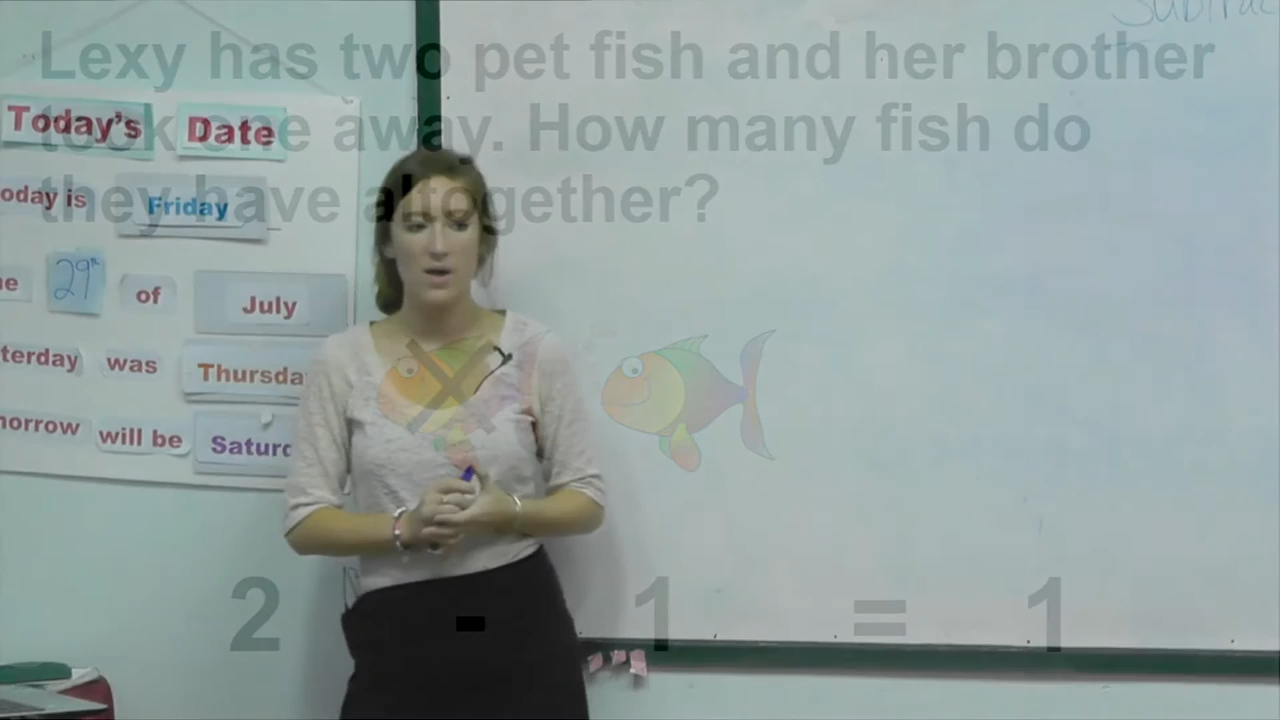 Subtrac
Lexy has two pet fish and her brother
took one away. How many fish do
they have altogether?
Today's Date
oday is Friday
e 29th of July
terday was Thursda
morrow will be Saturd
2 - 1 = 1